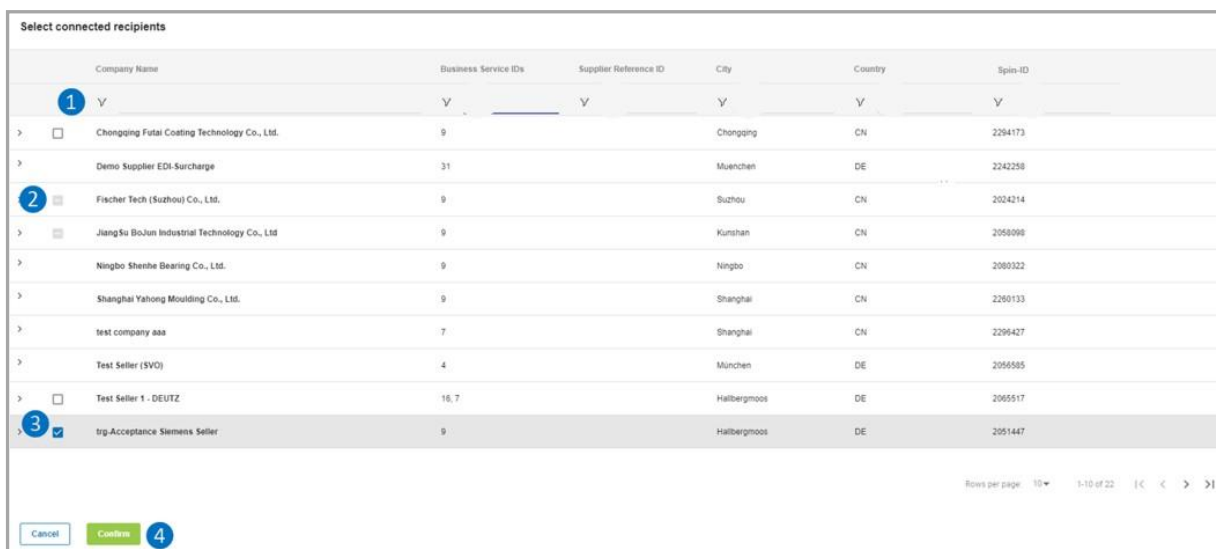 Select connected recipients
Company Name Business Service IDs Supplier Reference ID City Country Spin-ID
1
Chongqing Futai Coating Technology Co., Ltd. 9 Chongqing CN 2294173
Demo Supplier EDI-Surcharge 31 Muenchen DE 2242258
2 Fischer Tech (Suzhou) Co., Ltd. 9 Suzhou CN 2024214
JiangSu BoJun Industrial Technology Co., Ltd 9 Kunshan CN 2058098
Ningbo Shenhe Bearing Co., Ltd. 9 Ningbo CN 2080322
Shanghai Yahong Moulding Co., Ltd. 9 Shanghai CN 2260133
test company aaa 7 Shanghai CN 2296427
Test Seller (SVO) 4 München DE 2056585
Test Seller 1 - DEUTZ 16, 7 Hallbergmoos DE 2065517
3 trg-Acceptance Siemens Seller 9 Hallbergmoos DE 2051447
Rows per page 10 1-10 of 22
Cancel Confirm 4